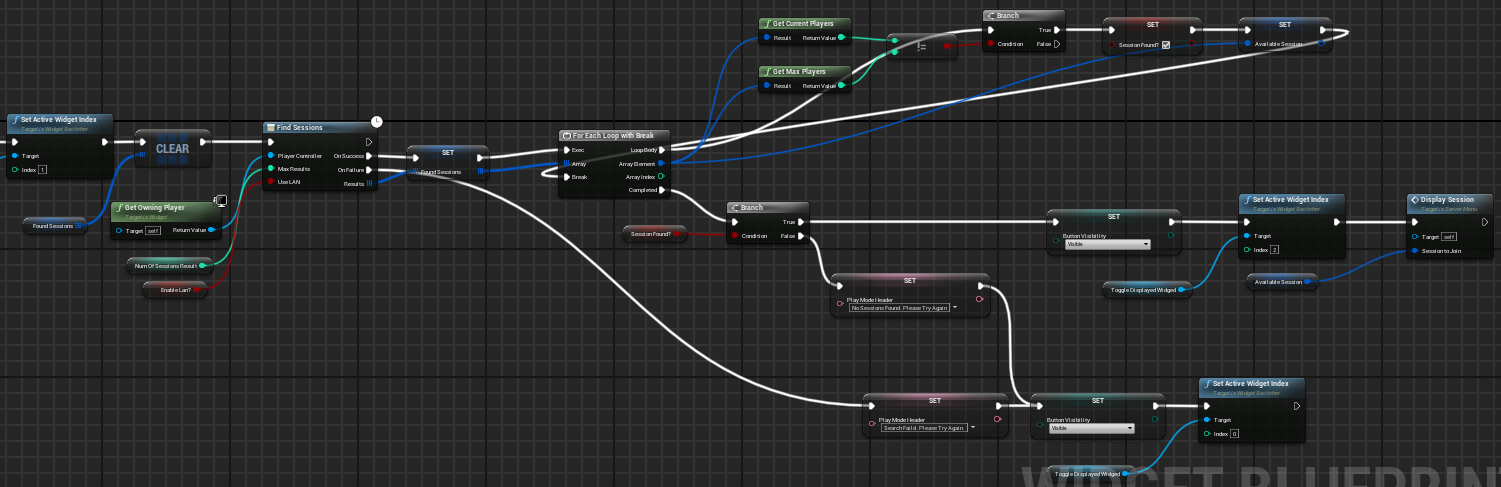 Set Active Widget Index
Target is Widget Switcher
Target
Index 1
CLEAR
Found Sessions
Get Owning Player
Target is Widget
Target self
Return Value
Num Of Sessions Result
Enable Lan?
Find Sessions
Player Controller
On Success
Max Results
On Failure
Use LAN
Results
SET
Found Sessions
For Each Loop with Break
Exec
Loop Body
Array
Array Element
Break
Array Index
Completed
Get Current Players
Result
Return Value
Get Max Players
Result
Return Value
!=
Branch
True
Condition
False
SET
Session Found?
SET
Available Session
Session Found?
Branch
True
Condition
False
SET
Button Visibility
Visible
Set Active Widget Index
Target is Widget Switcher
Target
Index 2
Toggle Displayed Widged
Display Session
Target is Server Menu
Target self
Session to Join
Available Session
SET
Play Mode Header
No Sessions Found. Please Try Again.
SET
Play Mode Header
Search Faild. Please Try Again.
SET
Button Visibility
Visible
Set Active Widget Index
Target is Widget Switcher
Target
Index 0
Toggle Displayed Widged
WIDGET BLUEPRINT